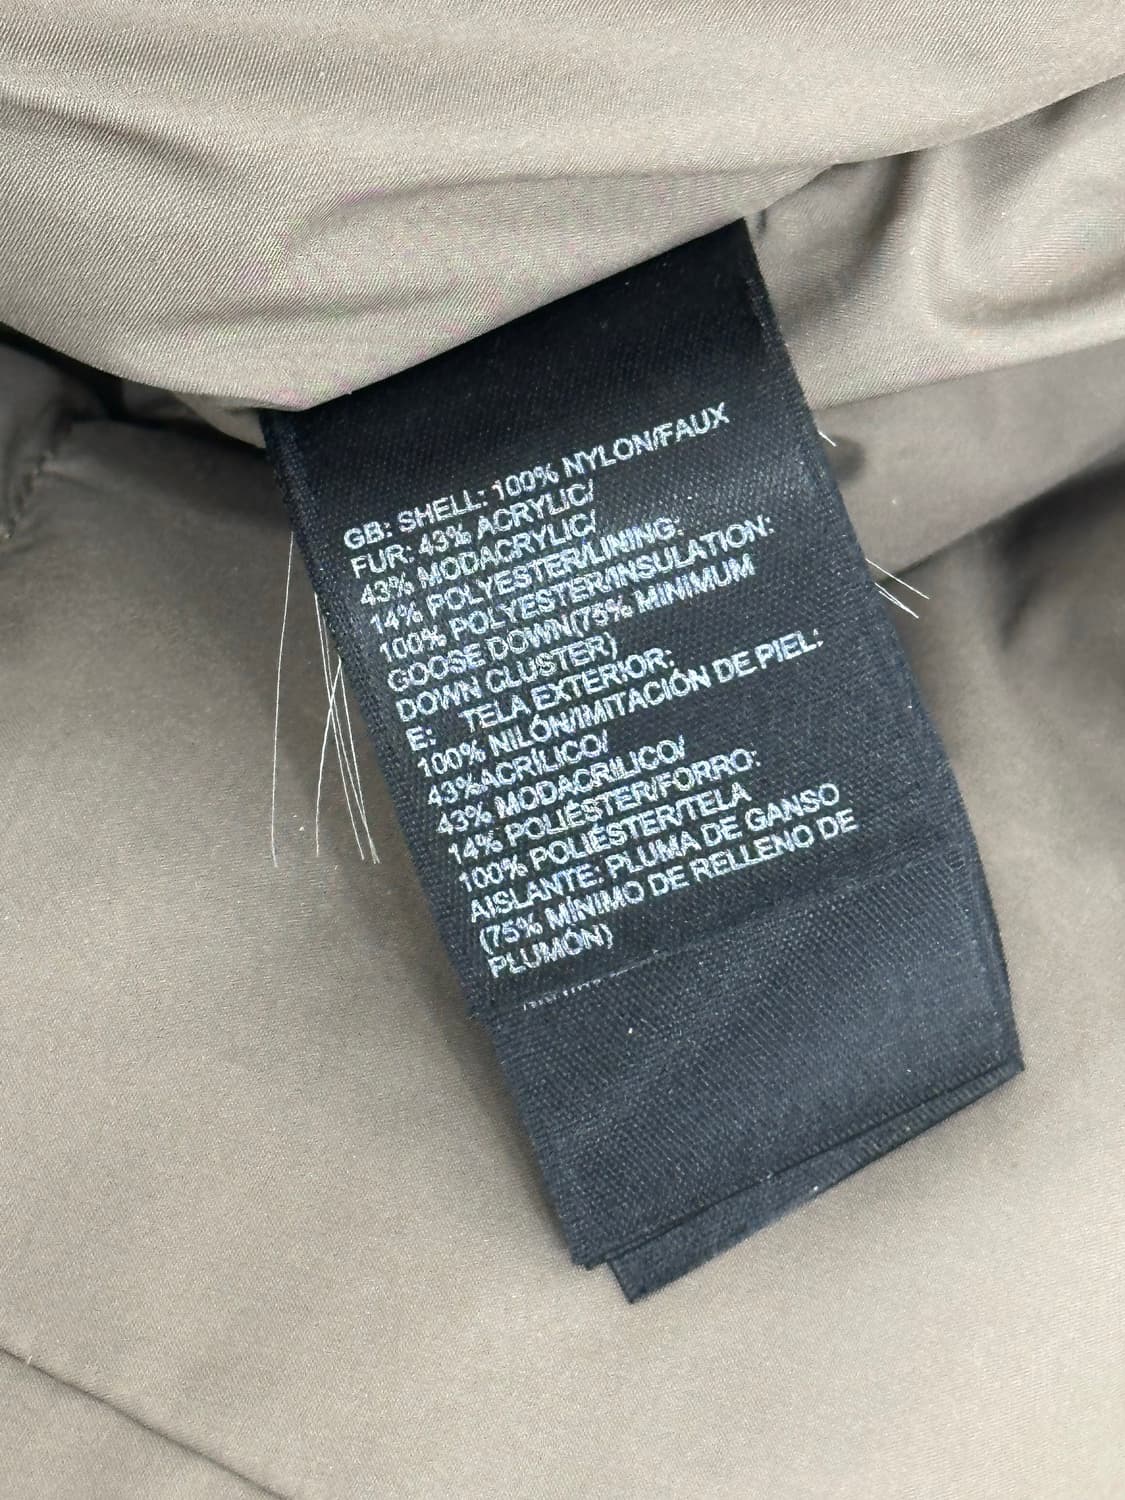 GB: SHELL: 100% NYLON/FAUX
FUR: 43% ACRYLIC/
43% MODACRYLIC/
14% POLYESTER/LINING:
100% POLYESTER/INSULATION:
GOOSE DOWN(75% MINIMUM
DOWN CLUSTER)
E: TELA EXTERIOR:
100% NILÓN/IMITACIÓN DE PIEL:
43%ACRÍLICO/
43% MODACRILICO/
14% POLIÉSTER/FORRO:
100% POLIÉSTER/TELA
AISLANTE: PLUMA DE GANSO
(75% MÍNIMO DE RELLENO DE
PLUMÓN)